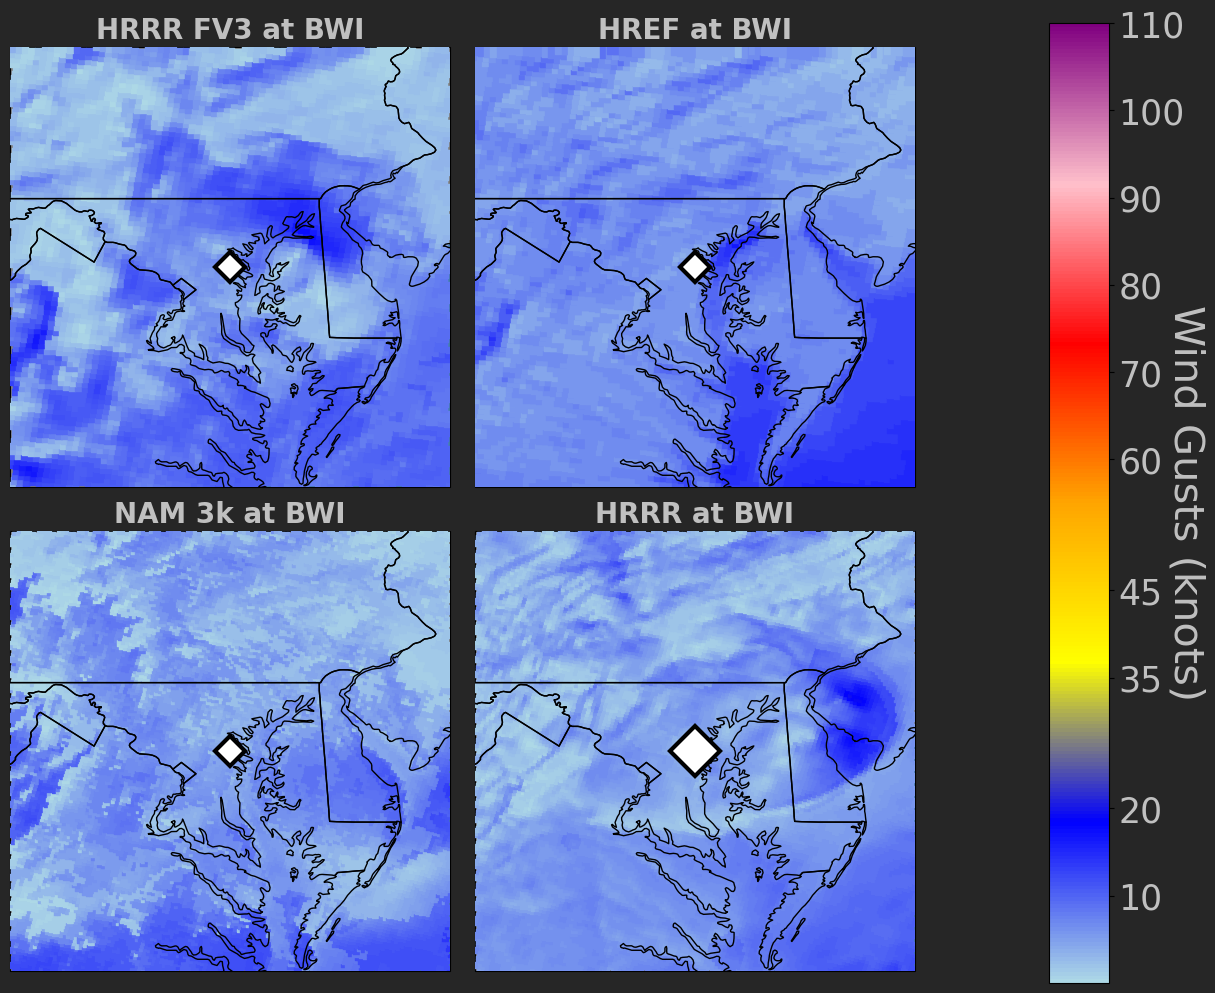 HRRR FV3 at BWI
HREF at BWI
NAM 3k at BWI
HRRR at BWI
110
100
90
80
70
60
45
35
20
10
Wind Gusts (knots)